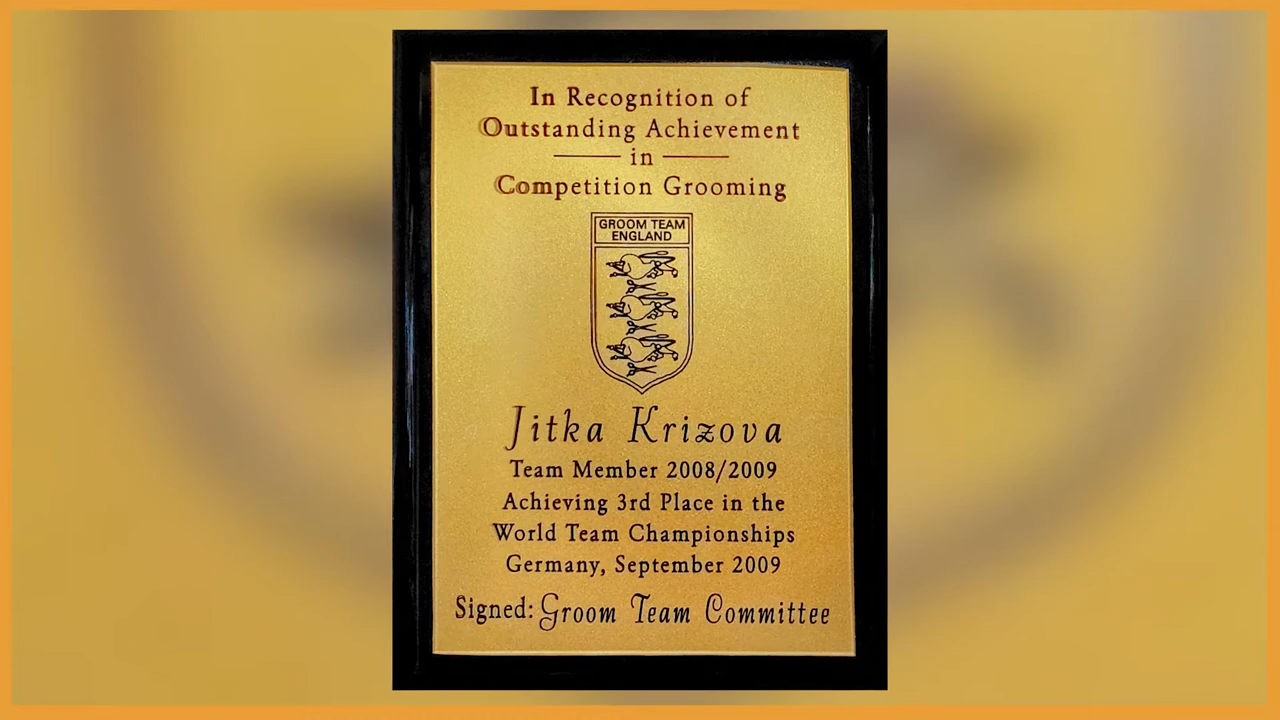 In Recognition of
Outstanding Achievement
in
Competition Grooming
GROOM TEAM
ENGLAND
Jitka Krizova
Team Member 2008/2009
Achieving 3rd Place in the
World Team Championships
Germany, September 2009
Signed: Groom Team Committee